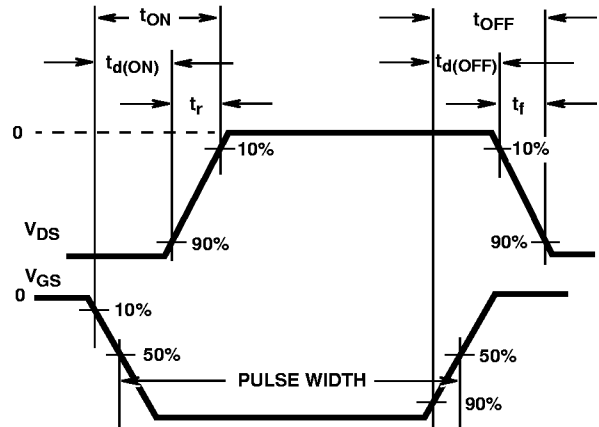 tON
tOFF
td(ON)
td(OFF)
tr
tf
0
10%
10%
VDS
90%
90%
VGS
0
10%
50%
50%
PULSE WIDTH
90%